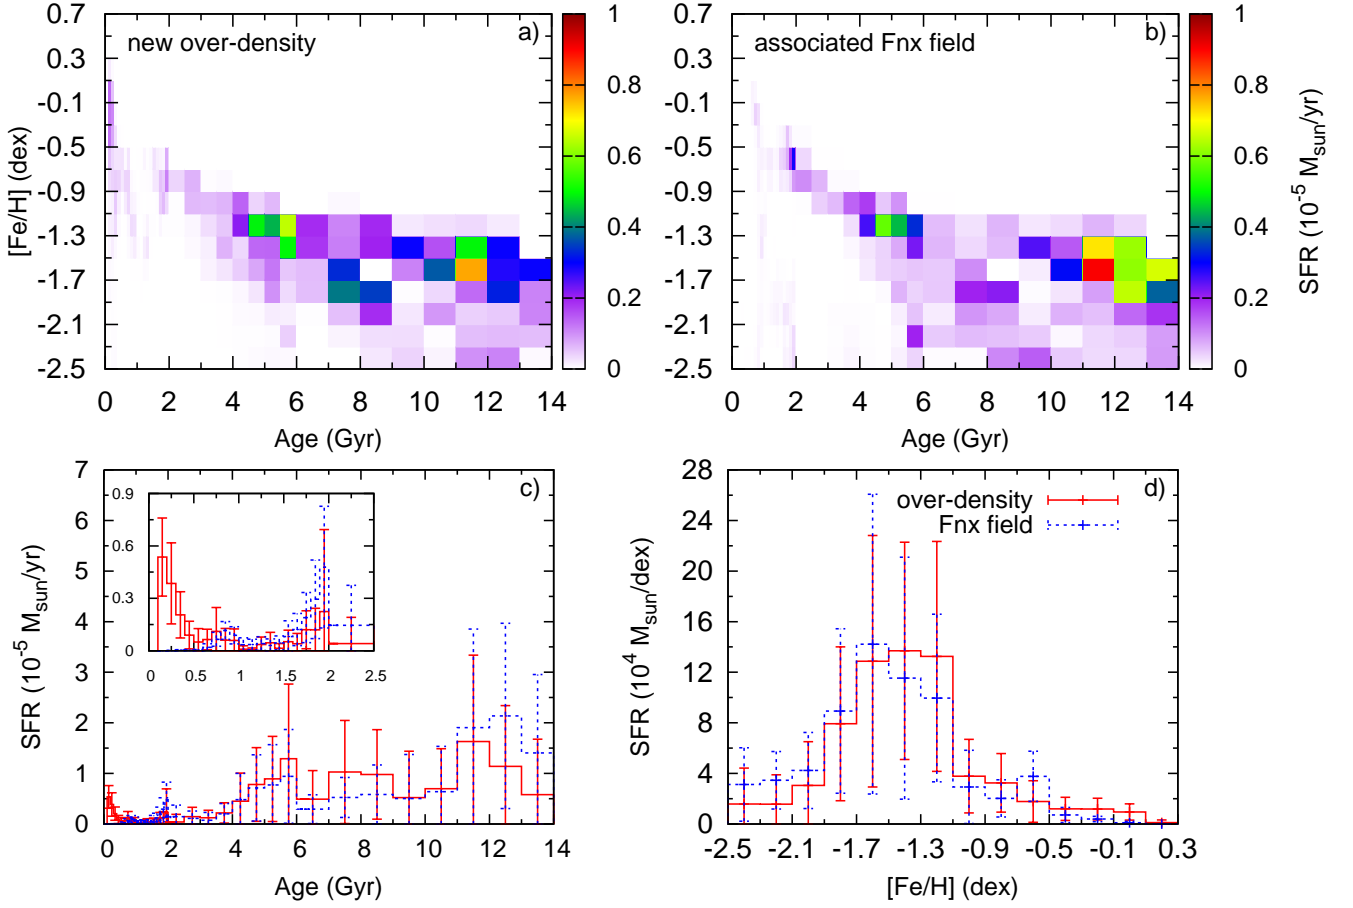 new over-density
a)
[Fe/H] (dex)
0.7
0.3
-0.1
-0.5
-0.9
-1.3
-1.7
-2.1
-2.5
0 2 4 6 8 10 12 14
Age (Gyr)
1
0.8
0.6
0.4
0.2
0
associated Fnx field
b)
0.7
0.3
-0.1
-0.5
-0.9
-1.3
-1.7
-2.1
-2.5
0 2 4 6 8 10 12 14
Age (Gyr)
1
0.8
0.6
0.4
0.2
0
SFR (10^-5 M_sun/yr)
c)
SFR (10^-5 M_sun/yr)
7
6
5
4
3
2
1
0
0 2 4 6 8 10 12 14
Age (Gyr)
0.9
0.6
0.3
0
0 0.5 1 1.5 2 2.5
d)
over-density
Fnx field
SFR (10^4 M_sun/dex)
28
24
20
16
12
8
4
0
-2.5 -2.1 -1.7 -1.3 -0.9 -0.5 -0.1 0.3
[Fe/H] (dex)